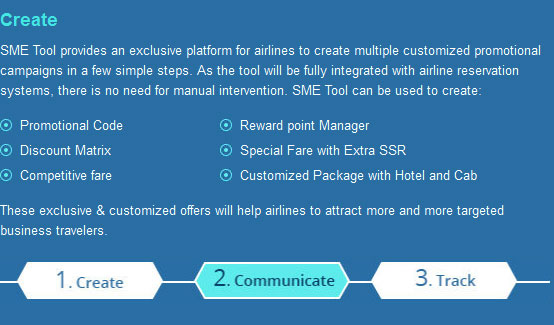 Create
SME Tool provides an exclusive platform for airlines to create multiple customized promotional
campaigns in a few simple steps. As the tool will be fully integrated with airline reservation
systems, there is no need for manual intervention. SME Tool can be used to create:
Promotional Code
Reward point Manager
Discount Matrix
Special Fare with Extra SSR
Competitive fare
Customized Package with Hotel and Cab
These exclusive & customized offers will help airlines to attract more and more targeted
business travelers.
1. Create
2. Communicate
3. Track